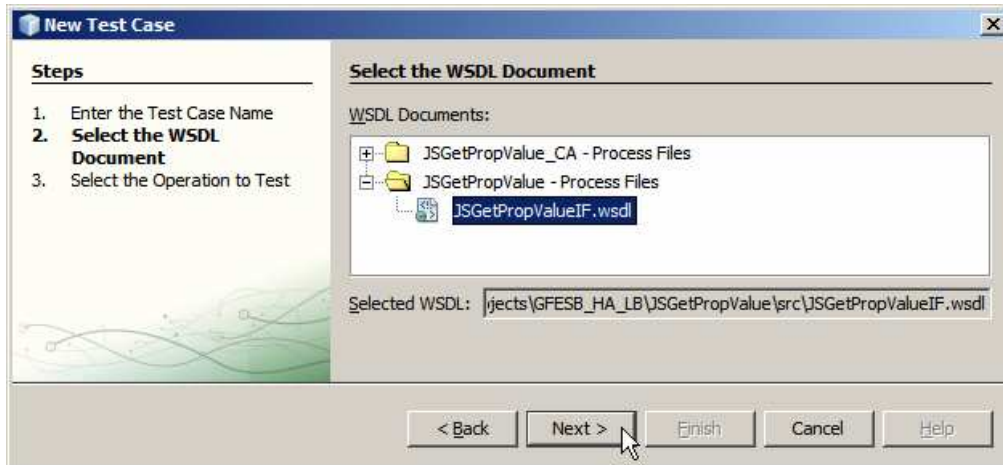 New Test Case
Steps
1. Enter the Test Case Name
2. Select the WSDL
Document
3. Select the Operation to Test
Select the WSDL Document
WSDL Documents:
JSGetPropValue_CA - Process Files
JSGetPropValue - Process Files
JSGetPropValueIF.wsdl
Selected WSDL: jects\GFESB_HA_LB\JSGetPropValue\src\JSGetPropValueIF.wsdl
< Back Next > Finish Cancel Help